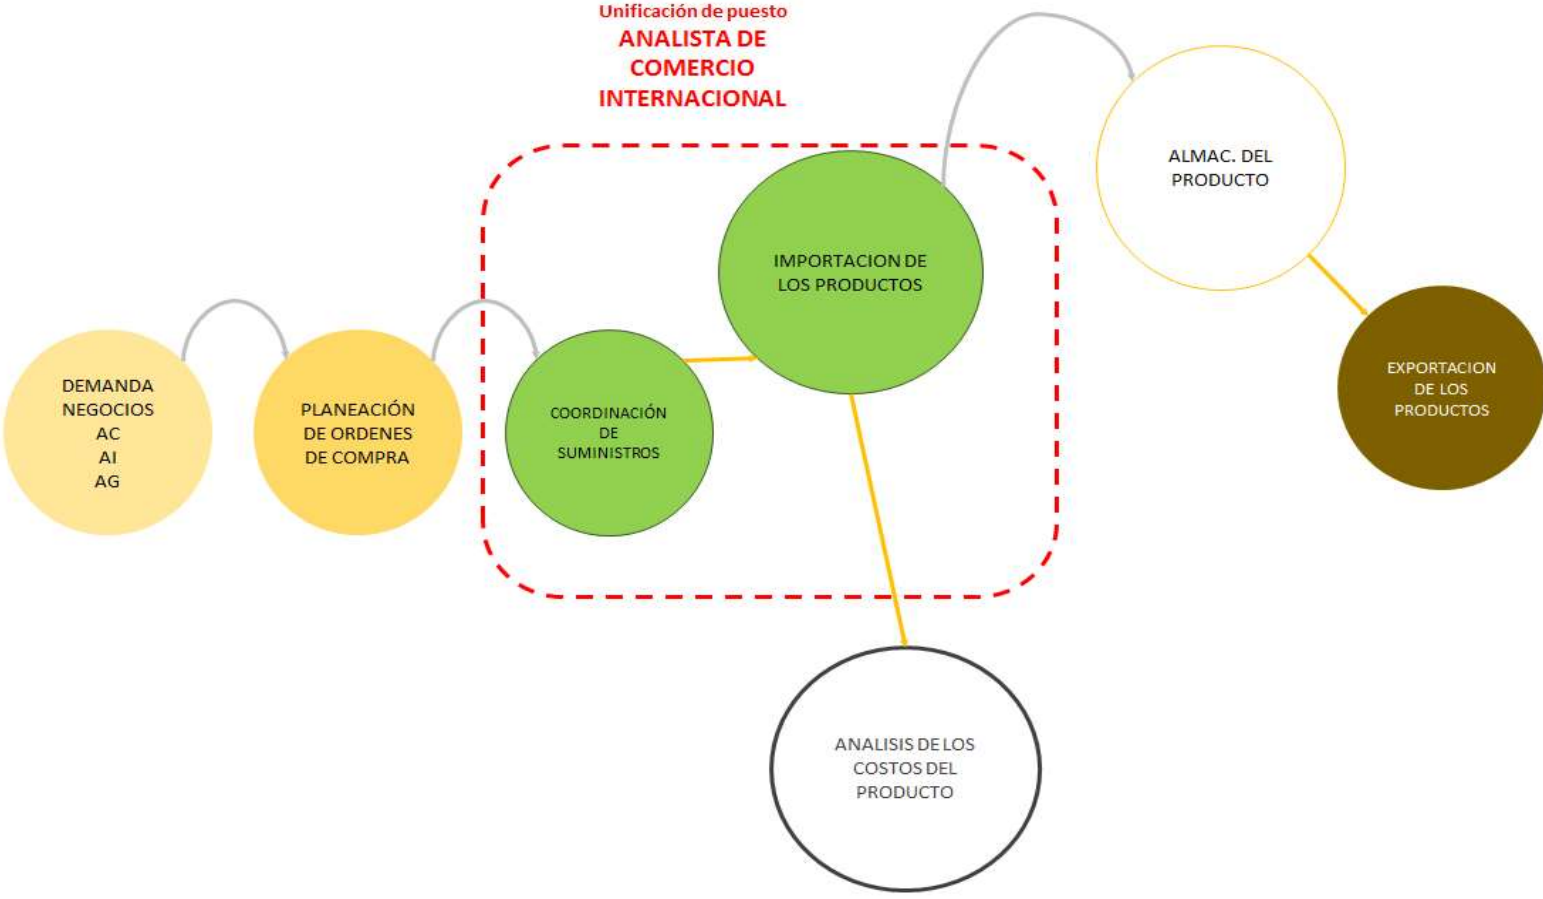 Unificación de puesto
ANALISTA DE
COMERCIO
INTERNACIONAL
DEMANDA
NEGOCIOS
AC
AI
AG
PLANEACIÓN
DE ORDENES
DE COMPRA
COORDINACIÓN
DE
SUMINISTROS
IMPORTACION DE
LOS PRODUCTOS
ALMAC. DEL
PRODUCTO
EXPORTACION
DE LOS
PRODUCTOS
ANALISIS DE LOS
COSTOS DEL
PRODUCTO